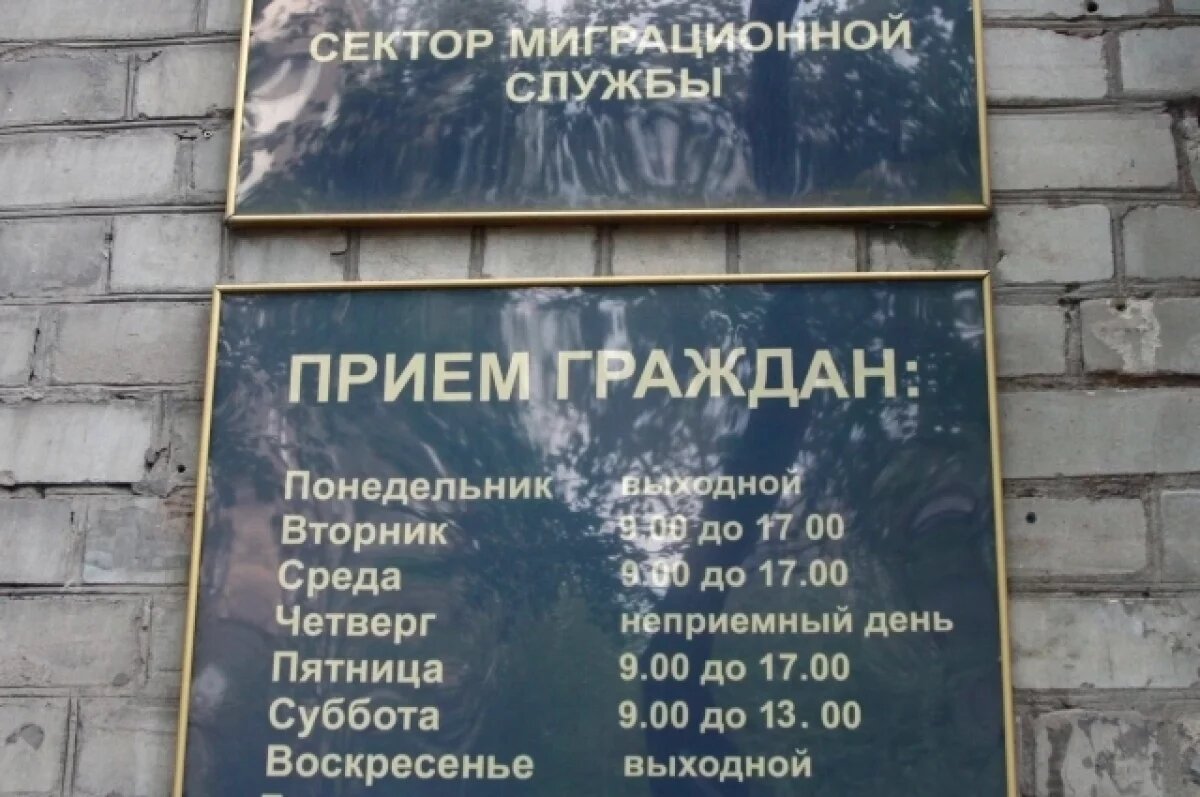 СЕКТОР МИГРАЦИОННОЙ
СЛУЖБЫ
ПРИЕМ ГРАЖДАН:
Понедельник выходной
Вторник 9.00 до 17 00
Среда 9.00 до 17.00
Четверг неприемный день
Пятница 9.00 до 17.00
Суббота 9.00 до 13. 00
Воскресенье выходной